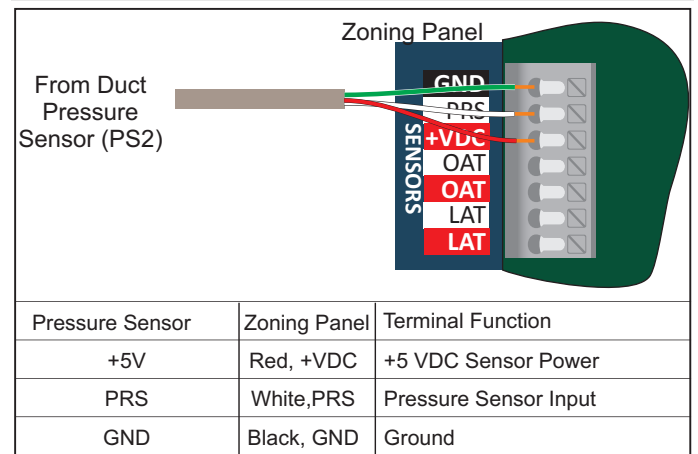 Zoning Panel
From Duct
Pressure
Sensor (PS2)
SENSORS
GND
PRS
+VDC
OAT
OAT
LAT
LAT
Pressure Sensor Zoning Panel Terminal Function
+5V Red, +VDC +5 VDC Sensor Power
PRS White,PRS Pressure Sensor Input
GND Black, GND Ground